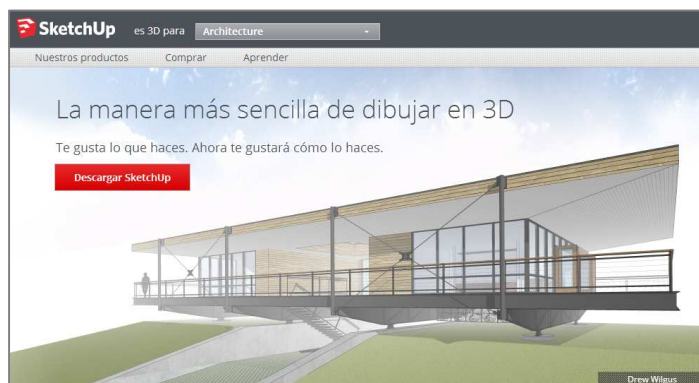 SketchUp es 3D para Architecture
Nuestros productos Comprar Aprender
La manera más sencilla de dibujar en 3D
Te gusta lo que haces. Ahora te gustará cómo lo haces.
Descargar SketchUp
Drew Wilgus